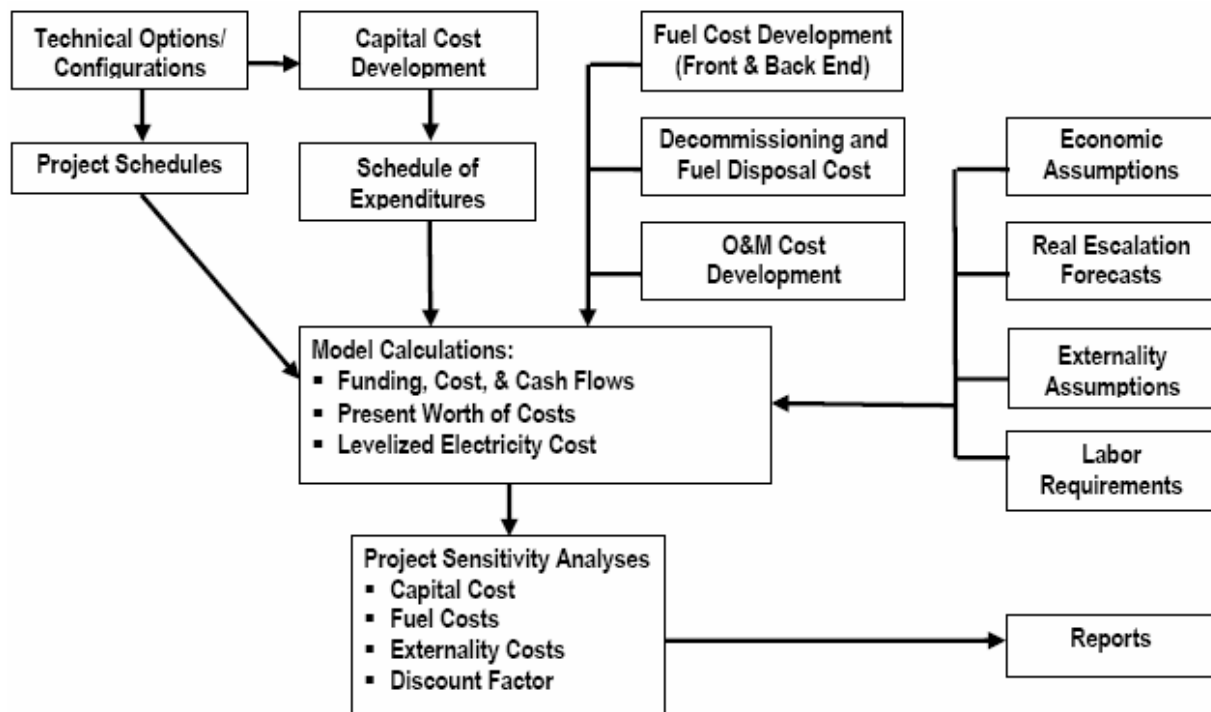 Technical Options/
Configurations
Capital Cost
Development
Fuel Cost Development
(Front & Back End)
Project Schedules
Schedule of
Expenditures
Decommissioning and
Fuel Disposal Cost
O&M Cost
Development
Economic
Assumptions
Real Escalation
Forecasts
Externality
Assumptions
Labor
Requirements
Model Calculations:
▪ Funding, Cost, & Cash Flows
▪ Present Worth of Costs
▪ Levelized Electricity Cost
Project Sensitivity Analyses
▪ Capital Cost
▪ Fuel Costs
▪ Externality Costs
▪ Discount Factor
Reports